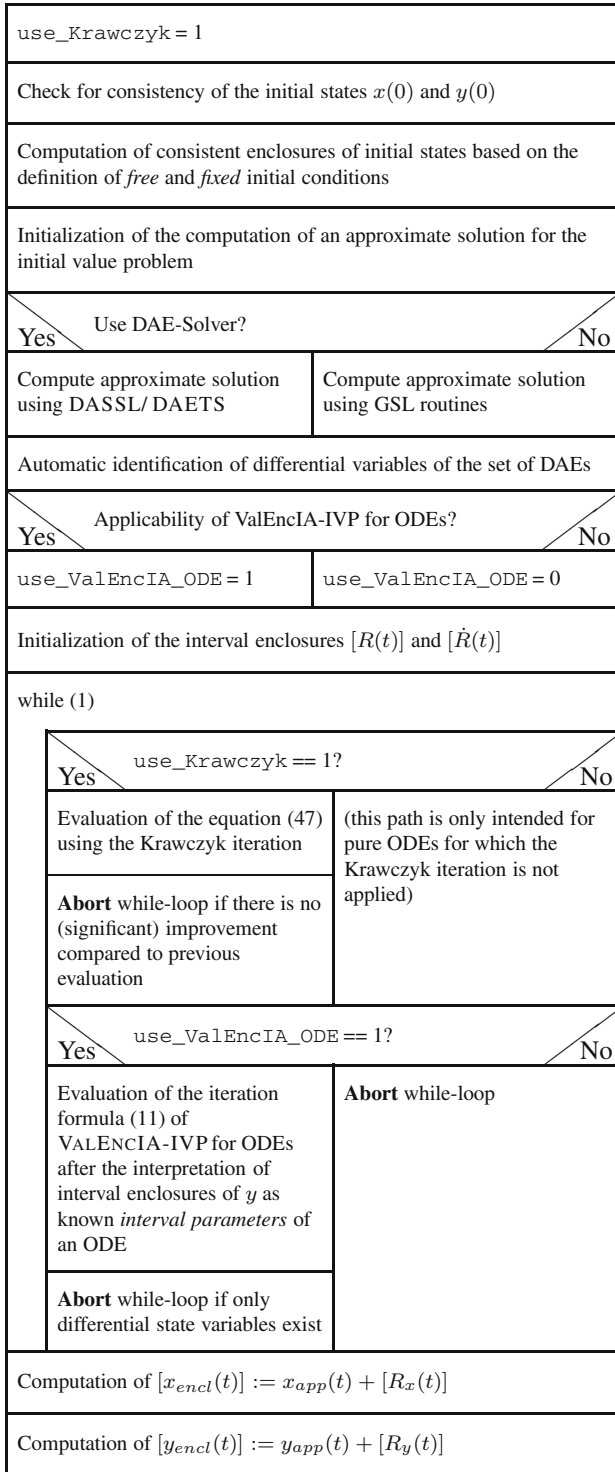 use_Krawczyk = 1
Check for consistency of the initial states x(0) and y(0)
Computation of consistent enclosures of initial states based on the
definition of free and fixed initial conditions
Initialization of the computation of an approximate solution for the
initial value problem
Use DAE-Solver?
Yes No
Compute approximate solution
using DASSL/ DAETS
Compute approximate solution
using GSL routines
Automatic identification of differential variables of the set of DAEs
Applicability of ValEncIA-IVP for ODEs?
Yes No
use_ValEncIA_ODE = 1
use_ValEncIA_ODE = 0
Initialization of the interval enclosures [R(t)] and [Ṙ(t)]
while (1)
use_Krawczyk == 1?
Yes No
Evaluation of the equation (47)
using the Krawczyk iteration
Abort while-loop if there is no
(significant) improvement
compared to previous
evaluation
(this path is only intended for
pure ODEs for which the
Krawczyk iteration is not
applied)
use_ValEncIA_ODE == 1?
Yes No
Evaluation of the iteration
formula (11) of
VALENCIA-IVP for ODEs
after the interpretation of
interval enclosures of y as
known interval parameters of
an ODE
Abort while-loop if only
differential state variables exist
Abort while-loop
Computation of [x_{encl}(t)] := x_{app}(t) + [R_x(t)]
Computation of [y_{encl}(t)] := y_{app}(t) + [R_y(t)]